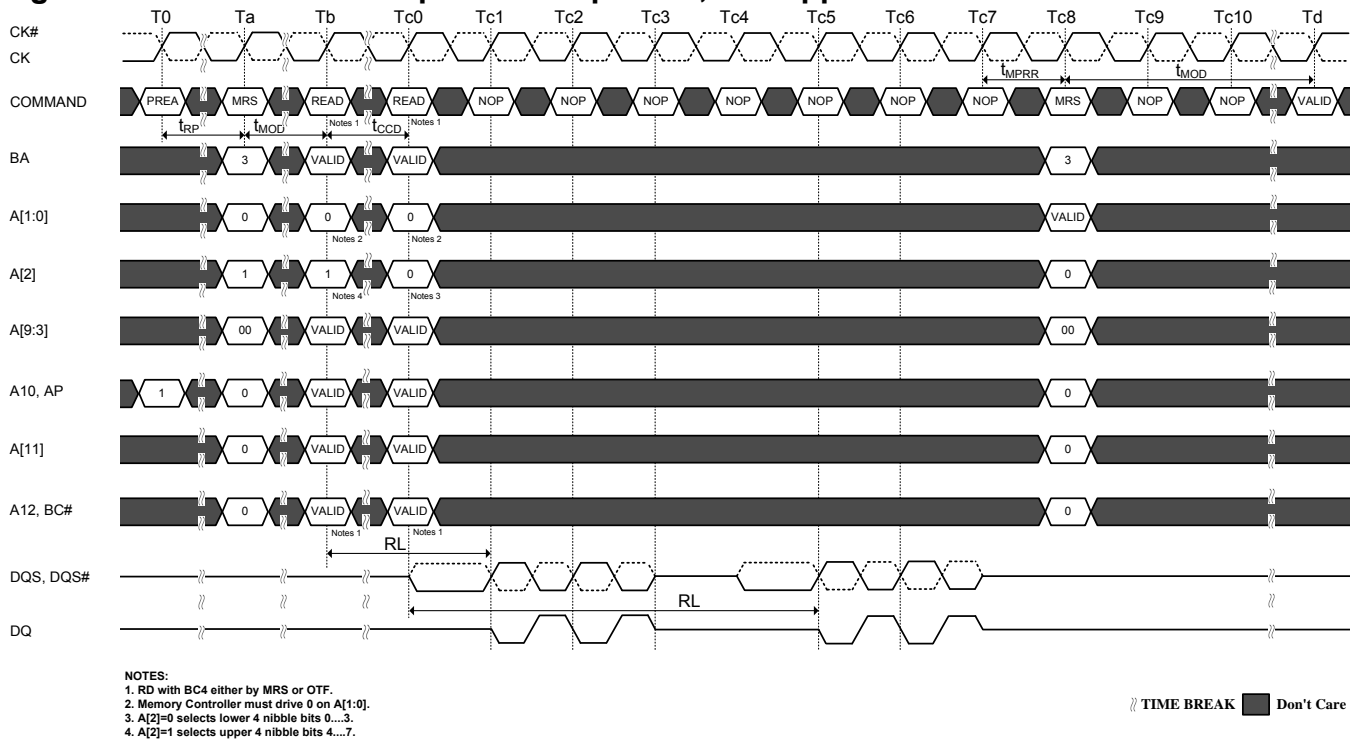 T0 Ta Tb Tc0 Tc1 Tc2 Tc3 Tc4 Tc5 Tc6 Tc7 Tc8 Tc9 Tc10 Td
CK#
CK
tMPRR tMOD
COMMAND PREA MRS READ READ NOP NOP NOP NOP NOP NOP NOP MRS NOP NOP VALID
Notes 1 Notes 1
tRP tMOD tCCD
BA 3 VALID VALID 3
A[1:0] 0 0 0 VALID
Notes 2 Notes 2
A[2] 1 1 0 0
Notes 4 Notes 3
A[9:3] 00 VALID VALID 00
A10, AP 1 0 VALID VALID 0
A[11] 0 VALID VALID 0
A12, BC# 0 VALID VALID 0
Notes 1 Notes 1
RL
DQS, DQS#
RL
DQ
NOTES:
1. RD with BC4 either by MRS or OTF.
2. Memory Controller must drive 0 on A[1:0].
3. A[2]=0 selects lower 4 nibble bits 0....3.
4. A[2]=1 selects upper 4 nibble bits 4....7.
TIME BREAK Don't Care